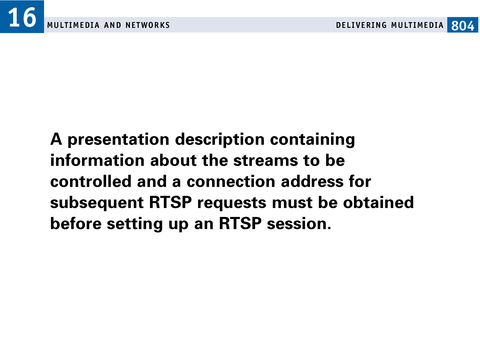 16
MULTIMEDIA AND NETWORKS
DELIVERING MULTIMEDIA 804
A presentation description containing
information about the streams to be
controlled and a connection address for
subsequent RTSP requests must be obtained
before setting up an RTSP session.